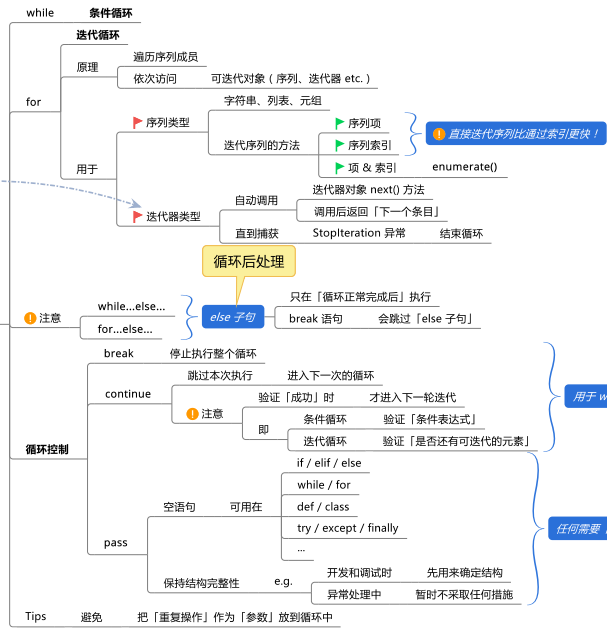 while 条件循环
for
迭代循环
原理
遍历序列成员
依次访问 可迭代对象 ( 序列、迭代器 etc. )
用于
序列类型
字符串、列表、元组
迭代序列的方法
序列项
序列索引
项 & 索引 enumerate()
! 直接迭代序列比通过索引更快！
迭代器类型
自动调用
迭代器对象 next() 方法
调用后返回「下一个条目」
直到捕获 StopIteration 异常 结束循环
循环后处理
! 注意
while...else...
for...else...
else 子句
只在「循环正常完成后」执行
break 语句 会跳过「else 子句」
循环控制
break 停止执行整个循环
continue
跳过本次执行 进入下一次的循环
! 注意
验证「成功」时 才进入下一轮迭代
即
条件循环 验证「条件表达式」
迭代循环 验证「是否还有可迭代的元素」
用于 w
pass
空语句 可用在
if / elif / else
while / for
def / class
try / except / finally
...
保持结构完整性 e.g.
开发和调试时 先用来确定结构
异常处理中 暂时不采取任何措施
任何需要
Tips 避免 把「重复操作」作为「参数」放到循环中